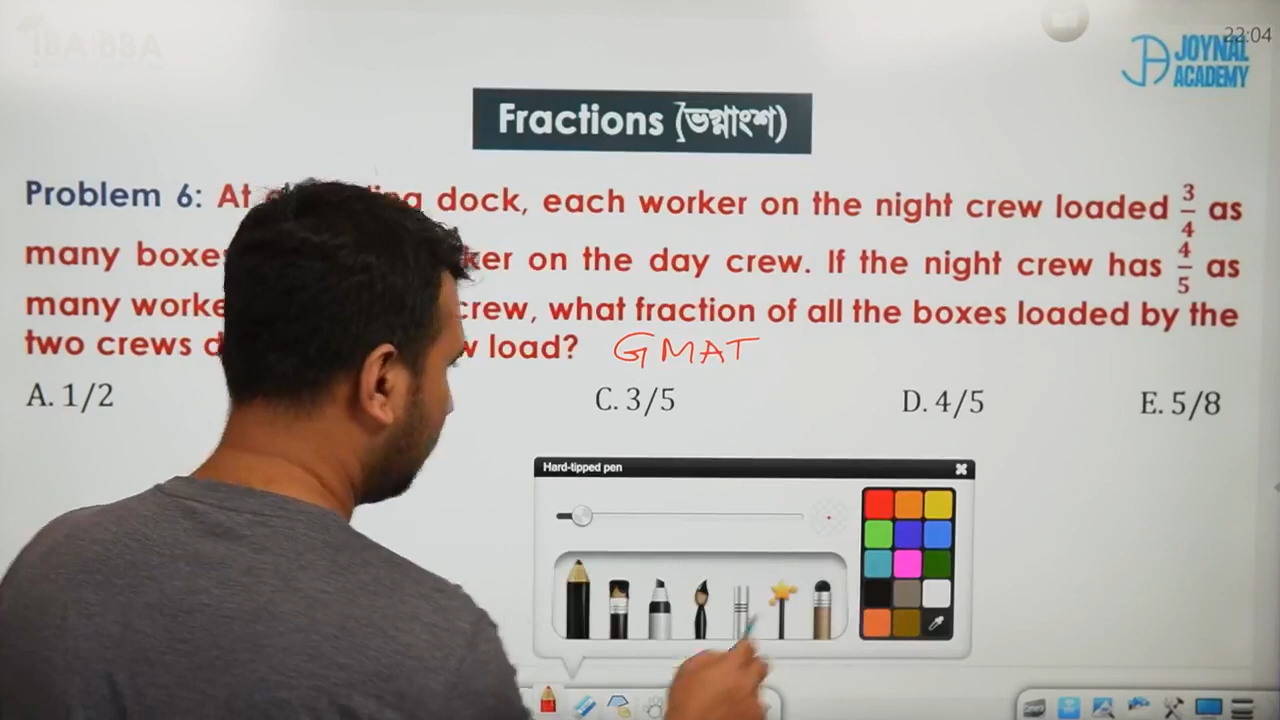 IBA BBA
22:04
JOYNAL
ACADEMY
Fractions (ভগ্নাংশ)
Problem 6: At dock, each worker on the night crew loaded 3/4 as
many on the day crew. If the night crew has 4/5 as
many crew, what fraction of all the boxes loaded by the
two crews load? GMAT
A. 1/2 C. 3/5 D. 4/5 E. 5/8
Hard-tipped pen